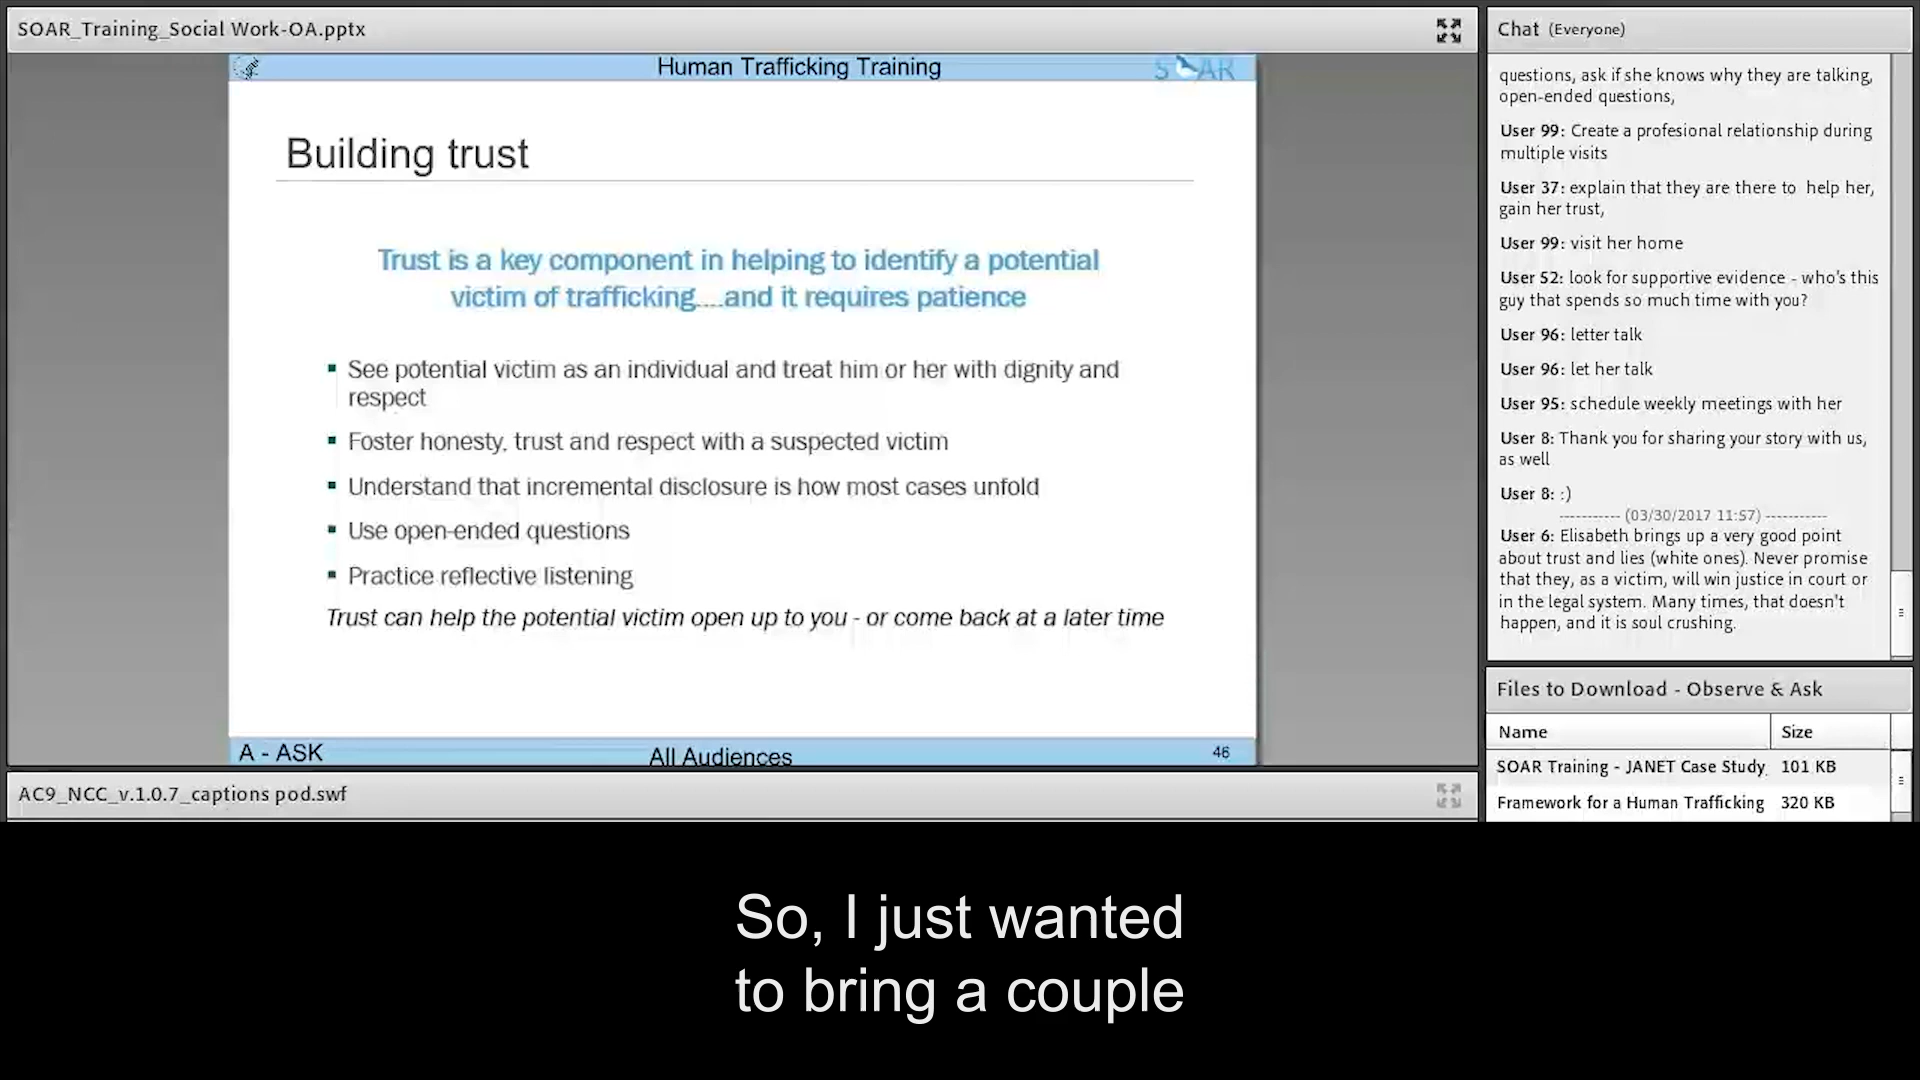 SOAR_Training_Social Work-OA.pptx
Human Trafficking Training
SOAR
Building trust
Trust is a key component in helping to identify a potential
victim of trafficking....and it requires patience
▪ See potential victim as an individual and treat him or her with dignity and
respect
▪ Foster honesty, trust and respect with a suspected victim
▪ Understand that incremental disclosure is how most cases unfold
▪ Use open-ended questions
▪ Practice reflective listening
Trust can help the potential victim open up to you - or come back at a later time
A - ASK
All Audiences
46
AC9_NCC_v.1.0.7_captions pod.swf
So, I just wanted
to bring a couple
Chat (Everyone)
questions, ask if she knows why they are talking,
open-ended questions,
User 99: Create a profesional relationship during
multiple visits
User 37: explain that they are there to  help her,
gain her trust,
User 99: visit her home
User 52: look for supportive evidence - who's this
guy that spends so much time with you?
User 96: letter talk
User 96: let her talk
User 95: schedule weekly meetings with her
User 8: Thank you for sharing your story with us,
as well
User 8: :)
----------- (03/30/2017 11:57) -----------
User 6: Elisabeth brings up a very good point
about trust and lies (white ones). Never promise
that they, as a victim, will win justice in court or
in the legal system. Many times, that doesn't
happen, and it is soul crushing.
Files to Download - Observe & Ask
Name Size
SOAR Training - JANET Case Study 101 KB
Framework for a Human Trafficking 320 KB